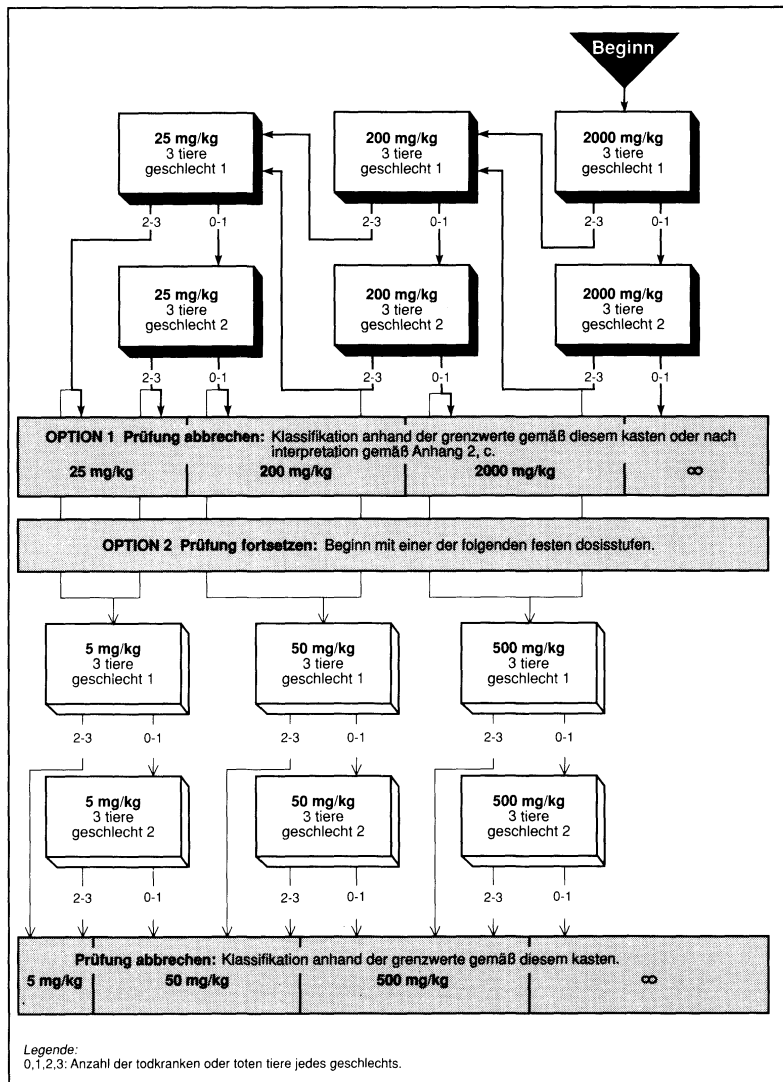 Beginn
25 mg/kg
3 tiere
geschlecht 1
200 mg/kg
3 tiere
geschlecht 1
2000 mg/kg
3 tiere
geschlecht 1
2-3 0-1 2-3 0-1 2-3 0-1
25 mg/kg
3 tiere
geschlecht 2
200 mg/kg
3 tiere
geschlecht 2
2000 mg/kg
3 tiere
geschlecht 2
2-3 0-1 2-3 0-1 2-3 0-1
OPTION 1 Prüfung abbrechen: Klassifikation anhand der grenzwerte gemäß diesem kasten oder nach
interpretation gemäß Anhang 2, c.
25 mg/kg 200 mg/kg 2000 mg/kg ∞
OPTION 2 Prüfung fortsetzen: Beginn mit einer der folgenden festen dosisstufen.
5 mg/kg
3 tiere
geschlecht 1
50 mg/kg
3 tiere
geschlecht 1
500 mg/kg
3 tiere
geschlecht 1
2-3 0-1 2-3 0-1 2-3 0-1
5 mg/kg
3 tiere
geschlecht 2
50 mg/kg
3 tiere
geschlecht 2
500 mg/kg
3 tiere
geschlecht 2
2-3 0-1 2-3 0-1 2-3 0-1
Prüfung abbrechen: Klassifikation anhand der grenzwerte gemäß diesem kasten.
5 mg/kg 50 mg/kg 500 mg/kg ∞
Legende:
0,1,2,3: Anzahl der todkranken oder toten tiere jedes geschlechts.